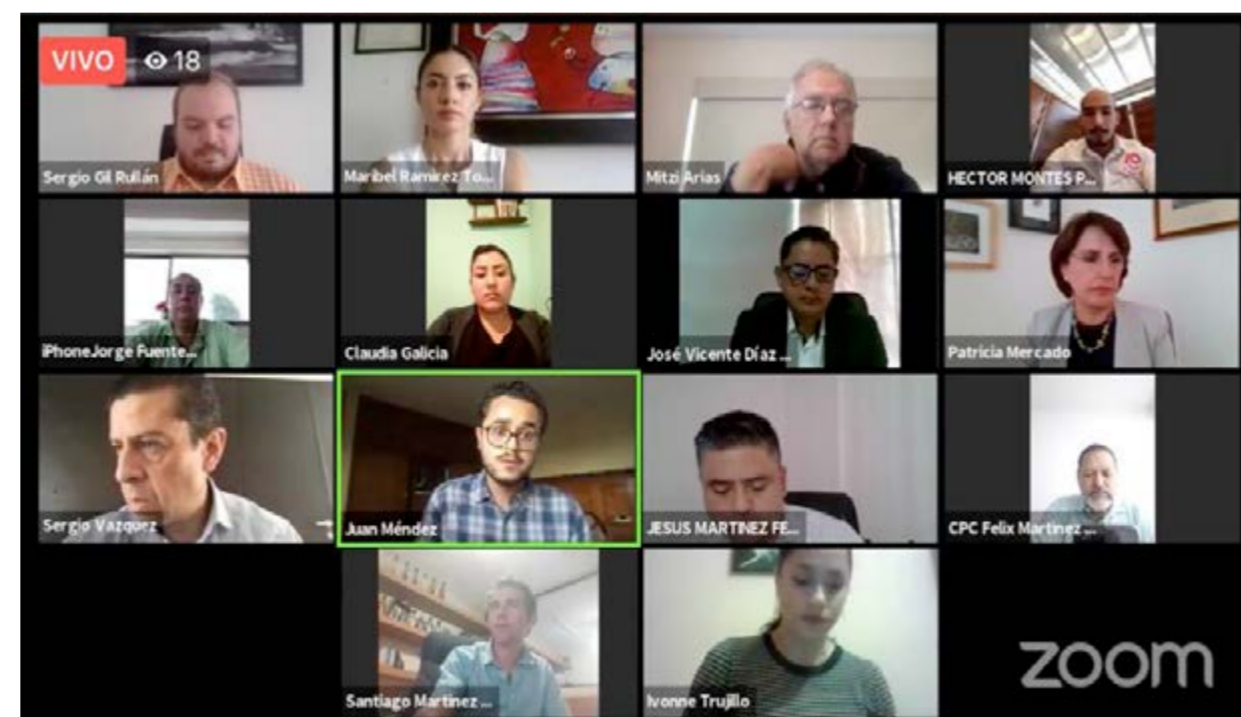 VIVO 18
Sergio Gil Rullán
Maribel Ramirez To...
Mitzi Arias
HECTOR MONTES P...
iPhoneJorge Fuente...
Claudia Galicia
José Vicente Díaz ...
Patricia Mercado
Sergio Vazquez
Juan Méndez
JESUS MARTINEZ FE...
CPC Felix Martinez ...
Santiago Martinez ...
Ivonne Trujillo
zoom